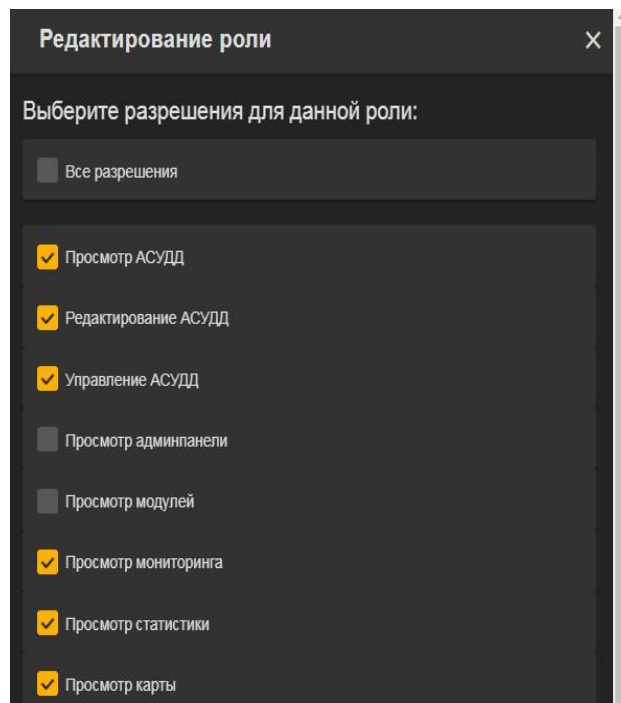 Редактирование роли
Выберите разрешения для данной роли:
Все разрешения
Просмотр АСУДД
Редактирование АСУДД
Управление АСУДД
Просмотр админпанели
Просмотр модулей
Просмотр мониторинга
Просмотр статистики
Просмотр карты